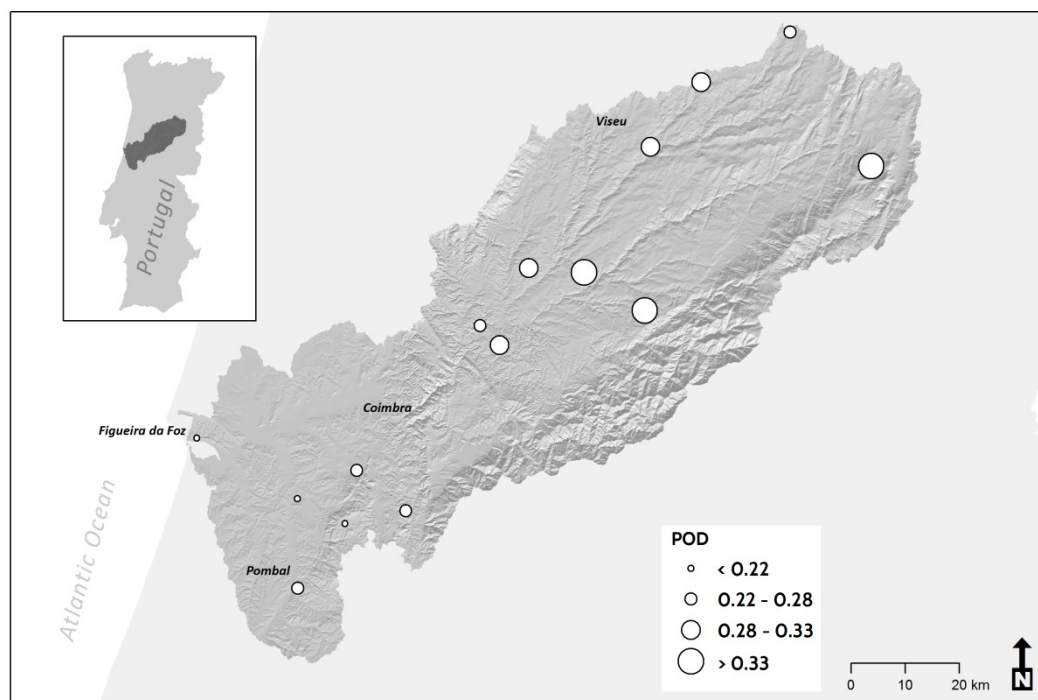 Portugal
Viseu
Coimbra
Figueira da Foz
Pombal
Atlantic Ocean
POD
< 0.22
0.22 - 0.28
0.28 - 0.33
> 0.33
0 10 20 km
N